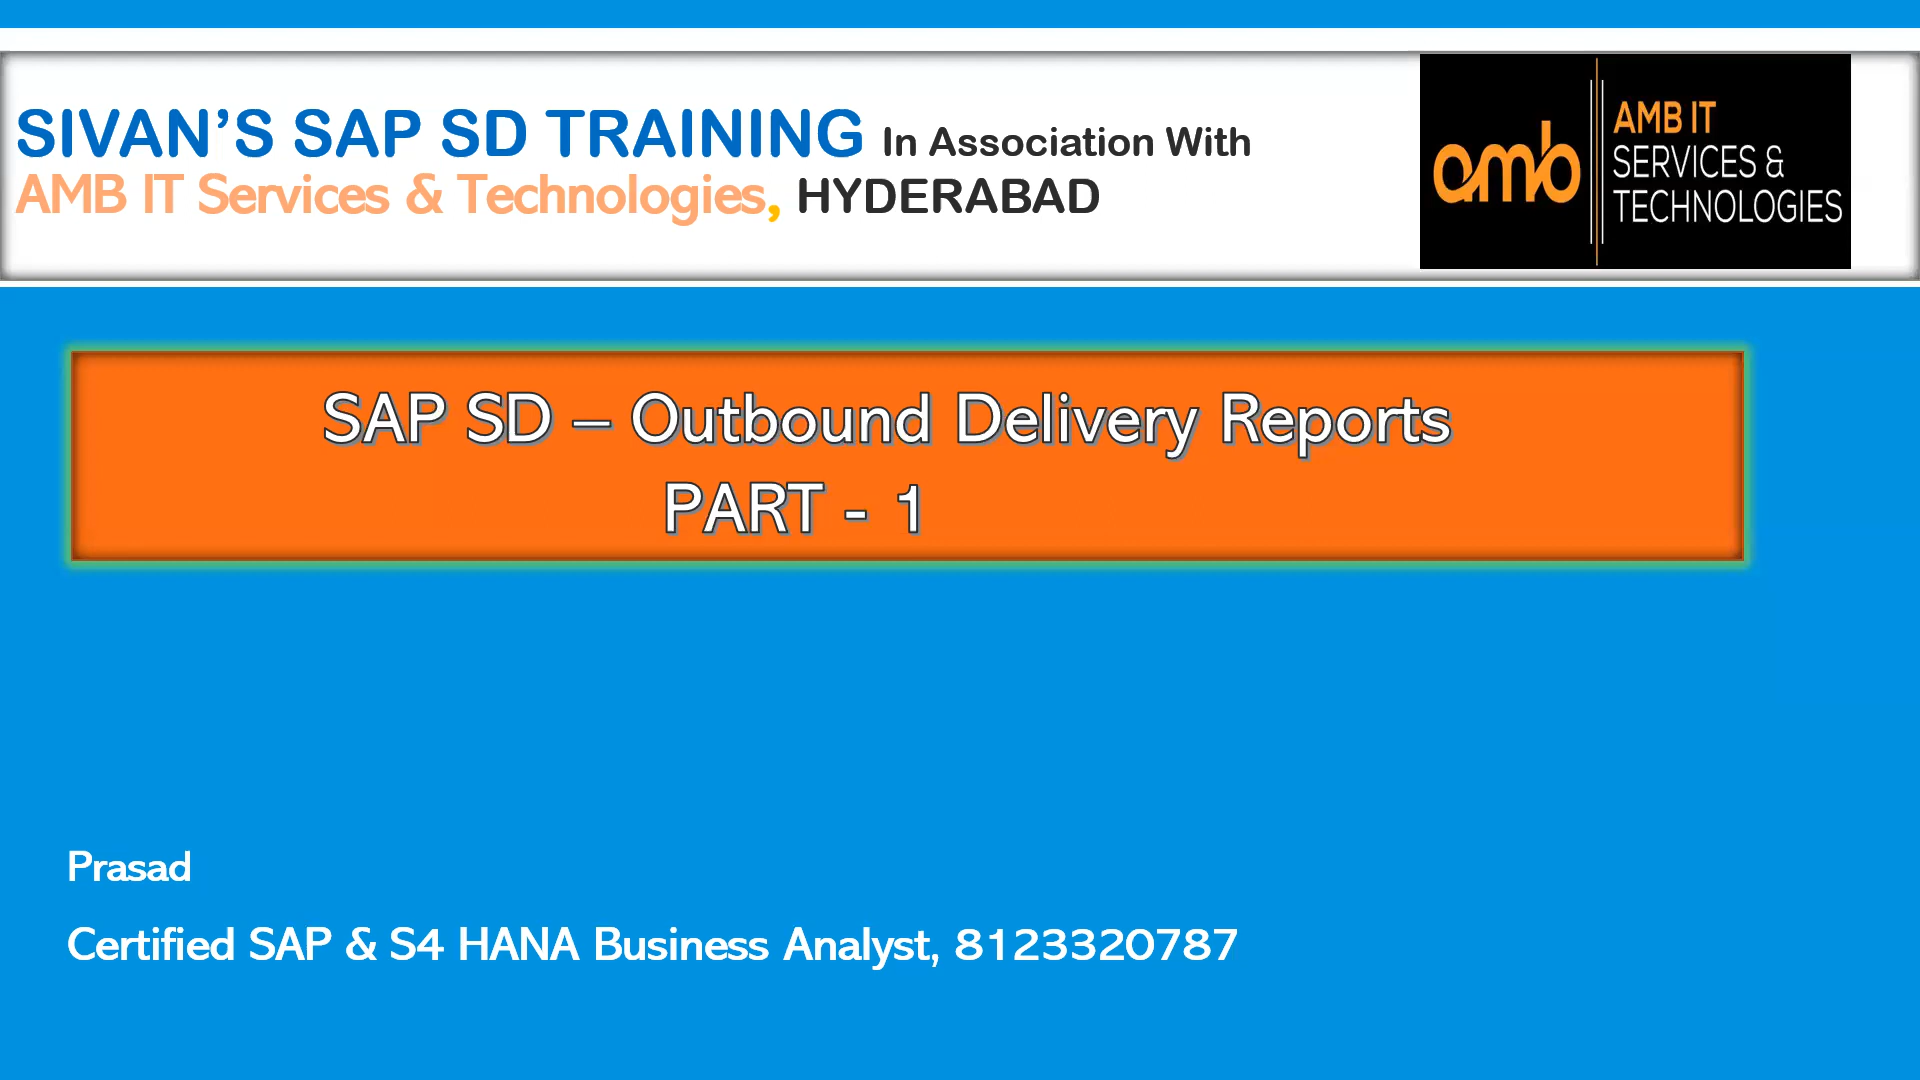 SIVAN’S SAP SD TRAINING In Association With
AMB IT Services & Technologies, HYDERABAD
amb
AMB IT
SERVICES &
TECHNOLOGIES
SAP SD – Outbound Delivery Reports
PART - 1
Prasad
Certified SAP & S4 HANA Business Analyst, 8123320787